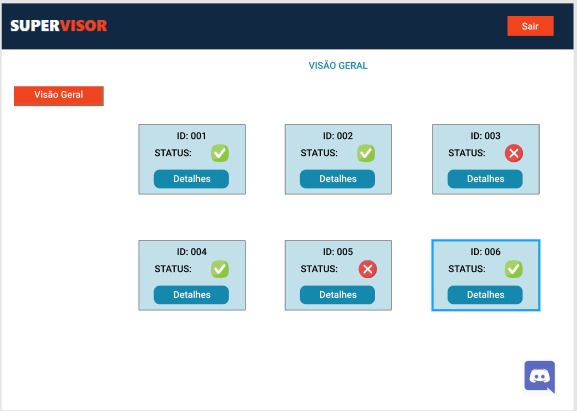 SUPERVISOR
Sair
VISÃO GERAL
Visão Geral
ID: 001
STATUS:
Detalhes
ID: 002
STATUS:
Detalhes
ID: 003
STATUS:
Detalhes
ID: 004
STATUS:
Detalhes
ID: 005
STATUS:
Detalhes
ID: 006
STATUS:
Detalhes